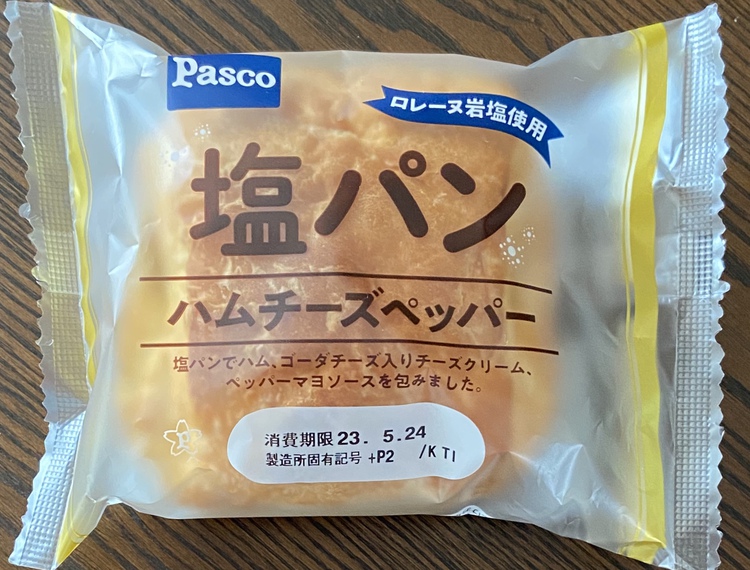 Pasco
ロレーヌ岩塩使用
塩パン
ハムチーズペッパー
塩パンでハム、ゴーダチーズ入りチーズクリーム、
ペッパーマヨソースを包みました。
消費期限 23. 5.24
製造所固有記号 +P2 /KTI